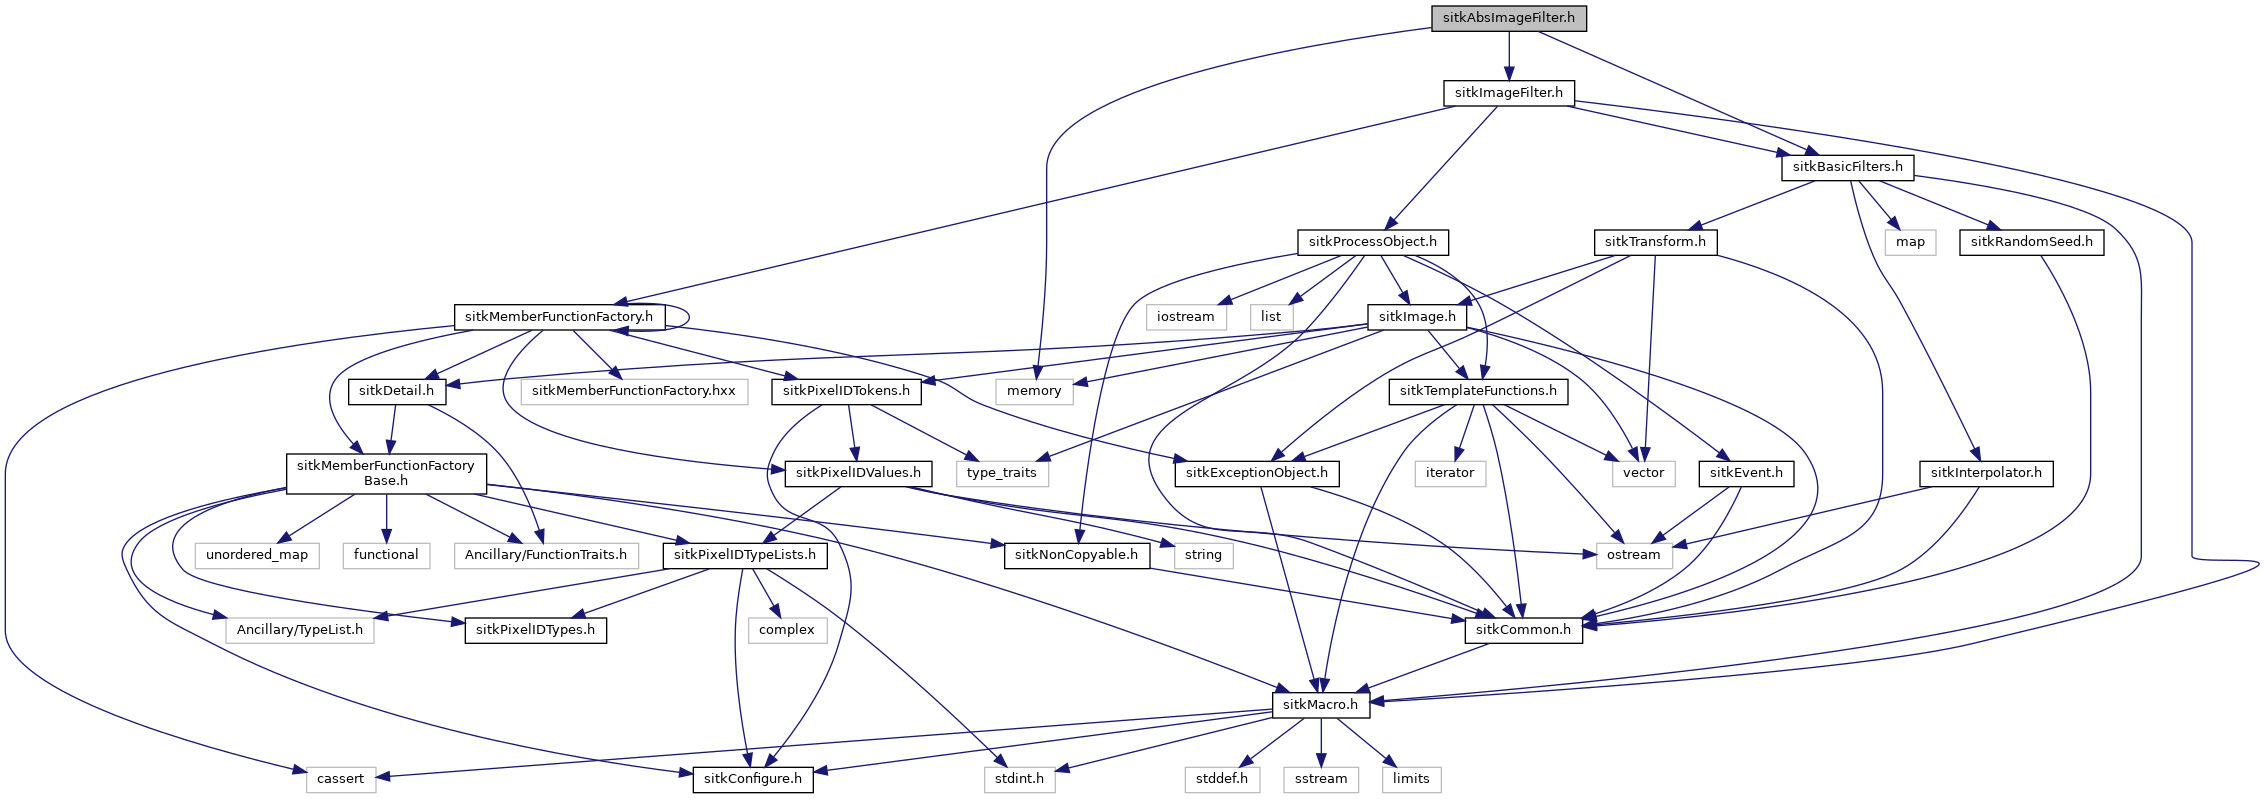 sitkAbsImageFilter.h
sitkImageFilter.h
sitkBasicFilters.h
sitkProcessObject.h
sitkTransform.h
map
sitkRandomSeed.h
sitkMemberFunctionFactory.h
iostream
list
sitkImage.h
sitkDetail.h
sitkMemberFunctionFactory.hxx
sitkPixelIDTokens.h
memory
sitkTemplateFunctions.h
sitkMemberFunctionFactory
Base.h
sitkPixelIDValues.h
type_traits
sitkExceptionObject.h
iterator
vector
sitkEvent.h
sitkInterpolator.h
unordered_map
functional
Ancillary/FunctionTraits.h
sitkPixelIDTypeLists.h
sitkNonCopyable.h
string
ostream
Ancillary/TypeList.h
sitkPixelIDTypes.h
complex
sitkCommon.h
sitkMacro.h
cassert
sitkConfigure.h
stdint.h
stddef.h
sstream
limits